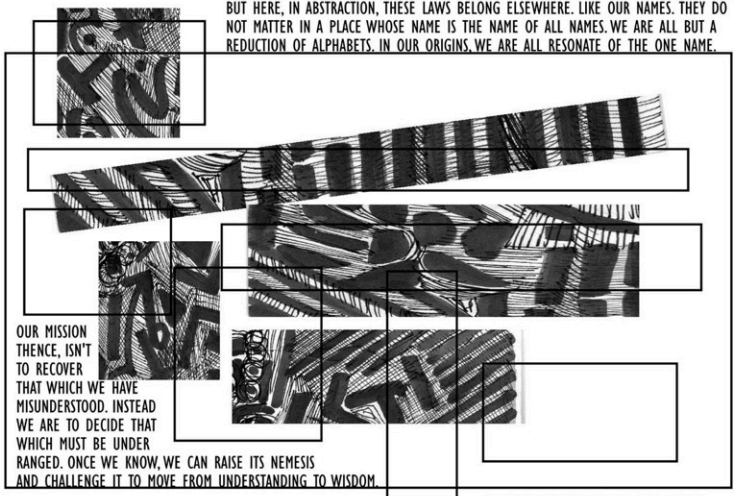 BUT HERE, IN ABSTRACTION, THESE LAWS BELONG ELSEWHERE. LIKE OUR NAMES. THEY DO
NOT MATTER IN A PLACE WHOSE NAME IS THE NAME OF ALL NAMES. WE ARE ALL BUT A
REDUCTION OF ALPHABETS. IN OUR ORIGINS, WE ARE ALL RESONATE OF THE ONE NAME.
OUR MISSION
THENCE, ISN'T
TO RECOVER
THAT WHICH WE HAVE
MISUNDERSTOOD. INSTEAD
WE ARE TO DECIDE THAT
WHICH MUST BE UNDER
RANGED. ONCE WE KNOW, WE CAN RAISE ITS NEMESIS
AND CHALLENGE IT TO MOVE FROM UNDERSTANDING TO WISDOM.